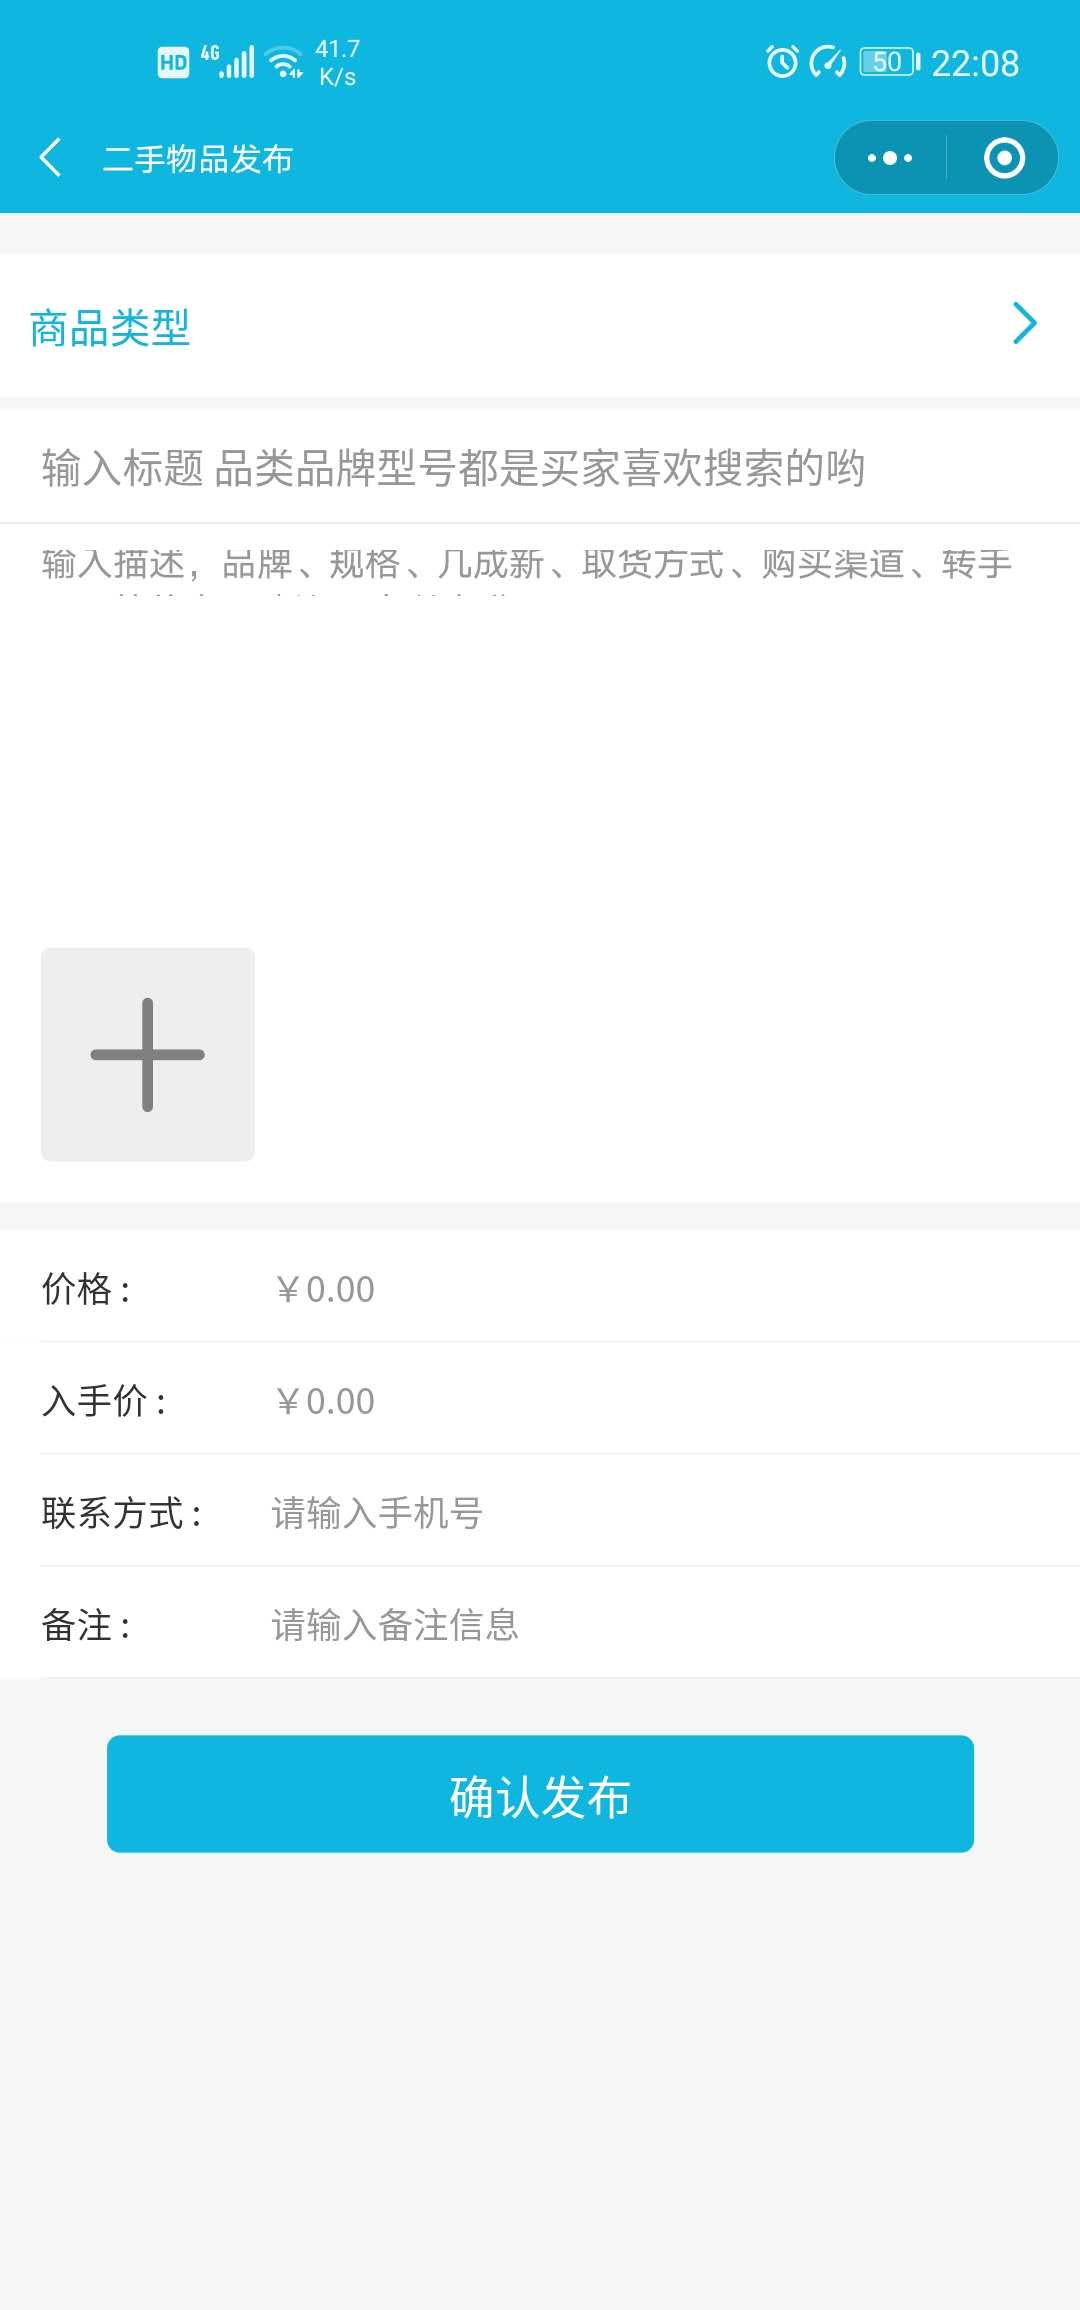 HD 4G 41.7 K/s 50 22:08
二手物品发布
商品类型
输入标题 品类品牌型号都是买家喜欢搜索的哟
输入描述，品牌、规格、几成新、取货方式、购买渠道、转手
价格： ￥0.00
入手价： ￥0.00
联系方式： 请输入手机号
备注： 请输入备注信息
确认发布